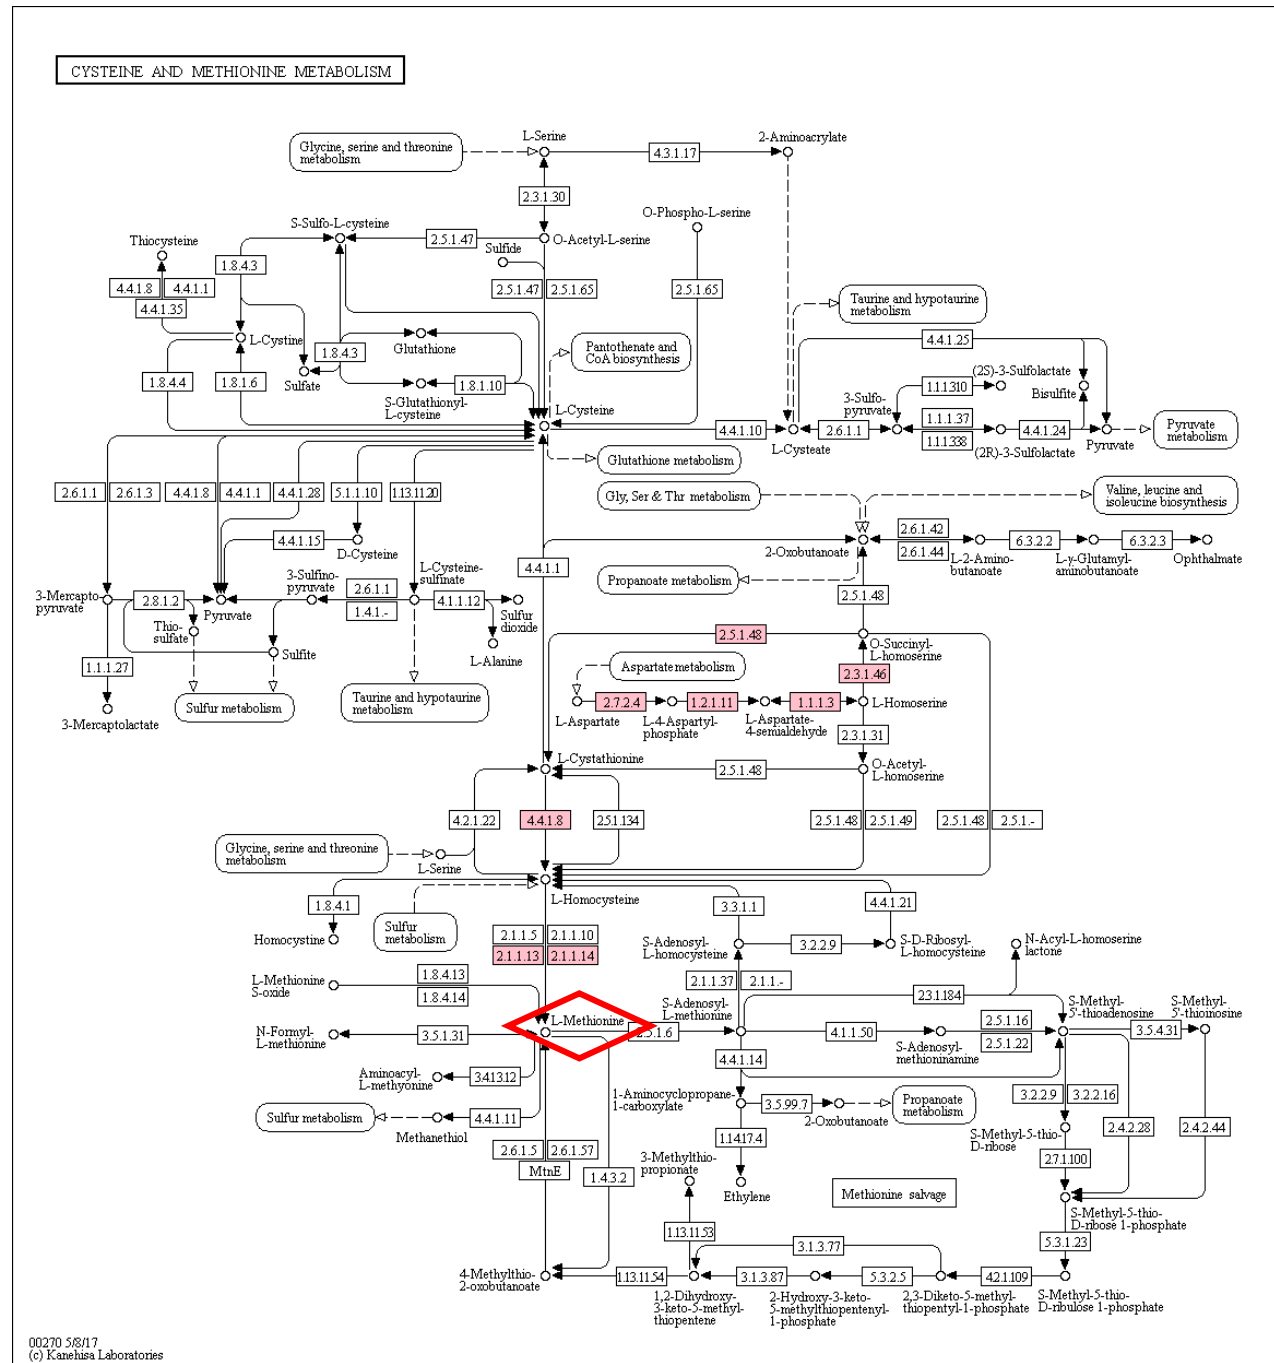 CYSTEINE AND METHIONINE METABOLISM
Glycine, serine and threonine
metabolism
L-Serine
4.3.1.17
2-Aminoacrylate
2.3.1.30
O-Phospho-L-serine
S-Sulfo-L-cysteine
Thiocysteine
2.5.1.47
O-Acetyl-L-serine
Sulfide
1.8.4.3
4.4.1.8
4.4.1.1
4.4.1.35
2.5.1.47
2.5.1.65
2.5.1.65
Taurine and hypotaurine
metabolism
L-Cystine
Glutathione
1.8.4.3
Sulfate
Pantothenate and
CoA biosynthesis
4.4.1.25
1.8.4.4
1.8.1.6
1.8.1.10
S-Glutathionyl-
L-cysteine
L-Cysteine
(2S)-3-Sulfolactate
3-Sulfo-
pyruvate
1.1.1310
Bisulfite
4.4.1.10
L-Cysteate
2.6.1.1
1.1.1.37
1.1.1338
(2R)-3-Sulfolactate
4.4.1.24
Pyruvate
Pyruvate
metabolism
Glutathione metabolism
Gly, Ser & Thr metabolism
Valine, leucine and
isoleucine biosynthesis
2.6.1.1
2.6.1.3
4.4.1.8
4.4.1.1
4.4.1.28
5.1.1.10
1.13.11.20
4.4.1.15
D-Cysteine
2-Oxobutanoate
2.6.1.42
2.6.1.44
L-2-Amino-
butanoate
6.3.2.2
L-γ-Glutamyl-
aminobutanoate
6.3.2.3
Ophthalmate
4.4.1.1
Propanoate metabolism
2.5.1.48
3-Mercapto
pyruvate
2.8.1.2
Pyruvate
3-Sulfino-
pyruvate
2.6.1.1
1.4.1.-
L-Cysteine-
sulfinate
4.1.1.12
Sulfur
dioxide
L-Alanine
Thio-
sulfate
Sulfite
1.1.1.27
3-Mercaptolactate
Sulfur metabolism
Taurine and hypotaurine
metabolism
2.5.1.48
O-Succinyl-
L-homoserine
Aspartate metabolism
2.3.1.46
L-Aspartate
2.7.2.4
L-4-Aspartyl-
phosphate
1.2.1.11
L-Aspartate-
4-semialdehyde
1.1.1.3
L-Homoserine
2.3.1.31
L-Cystathionine
2.5.1.48
O-Acetyl-
L-homoserine
4.2.1.22
4.4.1.8
2.5.1.134
2.5.1.48
2.5.1.49
2.5.1.48
2.5.1.-
Glycine, serine and threonine
metabolism
L-Serine
L-Homocysteine
1.8.4.1
Homocystine
Sulfur
metabolism
3.3.1.1
4.4.1.21
2.1.1.5
2.1.1.10
2.1.1.13
2.1.1.14
S-Adenosyl-
L-homocysteine
3.2.2.9
S-D-Ribosyl-
L-homocysteine
N-Acyl-L-homoserine
lactone
L-Methionine
S-oxide
1.8.4.13
1.8.4.14
2.1.1.37
2.1.1.-
2.3.1.184
S-Adenosyl-
L-methionine
S-Methyl-
5'-thioadenosine
S-Methyl-
5'-thioinosine
L-Methionine
2.5.1.6
N-Formyl-
L-methionine
3.5.1.31
4.1.1.50
S-Adenosyl-
methioninamine
2.5.1.16
2.5.1.22
3.5.4.31
4.4.1.14
Aminoacyl-
L-methyonine
3.4.13.12
Sulfur metabolism
Methanethiol
4.4.1.11
1-Aminocyclopropane-
1-carboxylate
3.5.99.7
2-Oxobutanoate
Propanoate
metabolism
3.2.2.9
3.2.2.16
2.4.2.28
2.4.2.44
S-Methyl-5-thio-
D-ribose
2.6.1.5
2.6.1.57
MtnE
1.4.3.2
1.14.17.4
Ethylene
3-Methylthio-
propionate
2.7.1.100
Methionine salvage
S-Methyl-5-thio-
D-ribose 1-phosphate
1.13.11.53
3.1.3.77
5.3.1.23
4-Methylthio-
2-oxobutanoate
1.13.11.54
1,2-Dihydroxy-
3-keto-5-methyl-
thiopentene
3.1.3.87
2-Hydroxy-3-keto-
5-methylthiopentenyl-
1-phosphate
5.3.2.5
2,3-Diketo-5-methyl-
thiopentyl-1-phosphate
4.2.1.109
S-Methyl-5-thio-
D-ribulose 1-phosphate
00270 5/8/17
(c) Kanehisa Laboratories